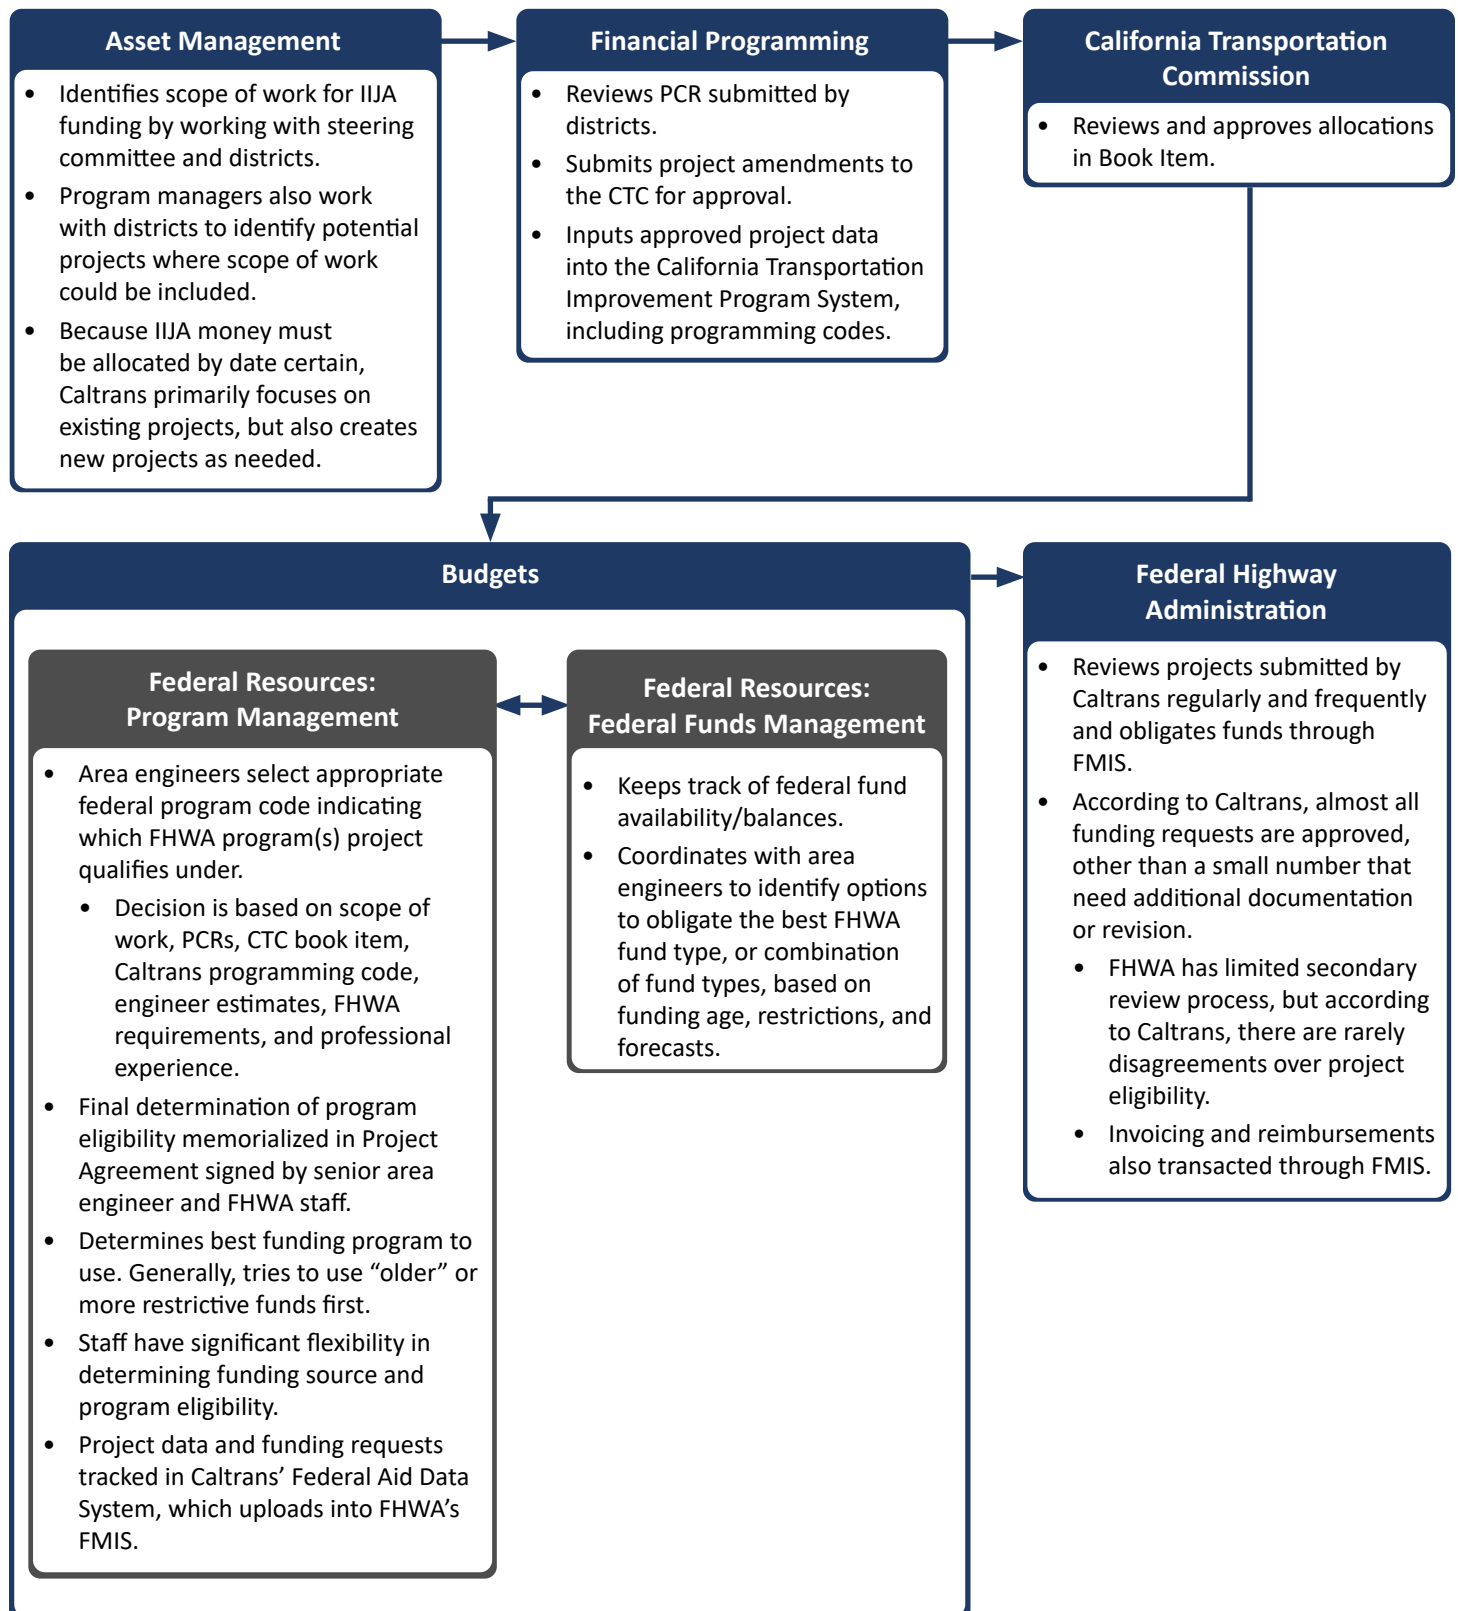 Asset Management
• Identifies scope of work for IIJA
funding by working with steering
committee and districts.
• Program managers also work
with districts to identify potential
projects where scope of work
could be included.
• Because IIJA money must
be allocated by date certain,
Caltrans primarily focuses on
existing projects, but also creates
new projects as needed.
Financial Programming
• Reviews PCR submitted by
districts.
• Submits project amendments to
the CTC for approval.
• Inputs approved project data
into the California Transportation
Improvement Program System,
including programming codes.
California Transportation
Commission
• Reviews and approves allocations
in Book Item.
Budgets
Federal Resources:
Program Management
• Area engineers select appropriate
federal program code indicating
which FHWA program(s) project
qualifies under.
• Decision is based on scope of
work, PCRs, CTC book item,
Caltrans programming code,
engineer estimates, FHWA
requirements, and professional
experience.
• Final determination of program
eligibility memorialized in Project
Agreement signed by senior area
engineer and FHWA staff.
• Determines best funding program to
use. Generally, tries to use “older” or
more restrictive funds first.
• Staff have significant flexibility in
determining funding source and
program eligibility.
• Project data and funding requests
tracked in Caltrans’ Federal Aid Data
System, which uploads into FHWA’s
FMIS.
Federal Resources:
Federal Funds Management
• Keeps track of federal fund
availability/balances.
• Coordinates with area
engineers to identify options
to obligate the best FHWA
fund type, or combination
of fund types, based on
funding age, restrictions, and
forecasts.
Federal Highway
Administration
• Reviews projects submitted by
Caltrans regularly and frequently
and obligates funds through
FMIS.
• According to Caltrans, almost all
funding requests are approved,
other than a small number that
need additional documentation
or revision.
• FHWA has limited secondary
review process, but according
to Caltrans, there are rarely
disagreements over project
eligibility.
• Invoicing and reimbursements
also transacted through FMIS.